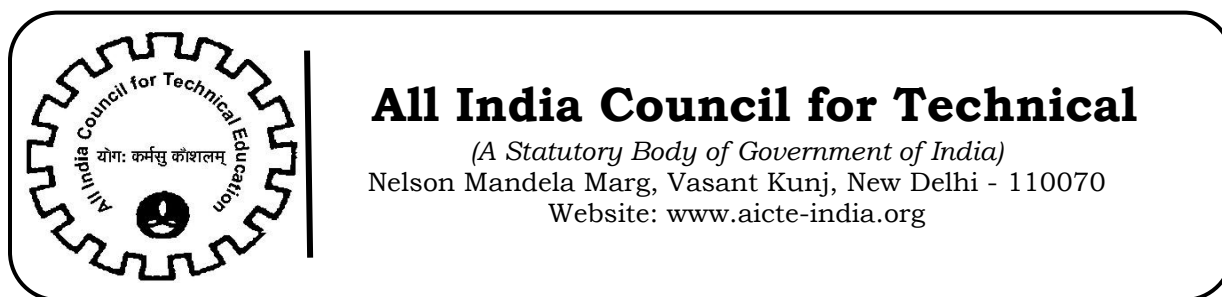 All India Council for Technical Education
योगः कर्मसु कौशलम्
All India Council for Technical
(A Statutory Body of Government of India)
Nelson Mandela Marg, Vasant Kunj, New Delhi - 110070
Website: www.aicte-india.org